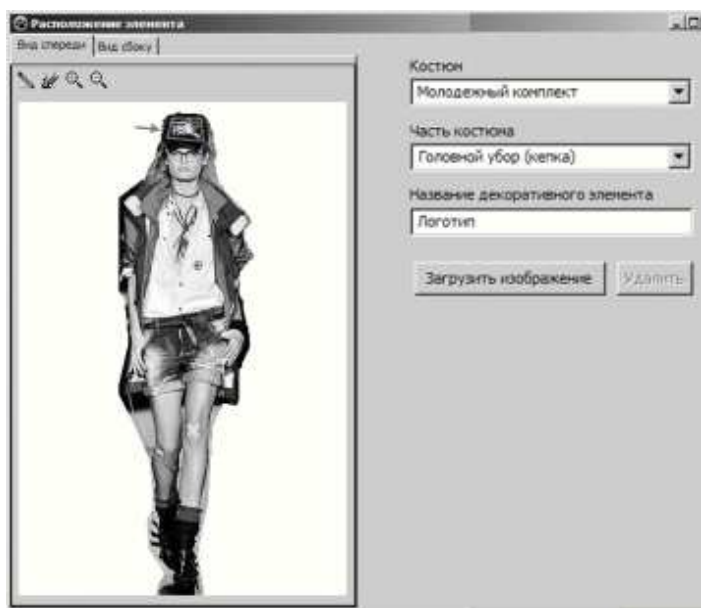 Расположение элемента
Вид спереди
Вид сбоку
Костюм
Молодежный комплект
Часть костюма
Головной убор (кепка)
Название декоративного элемента
Логотип
Загрузить изображение
Удалить